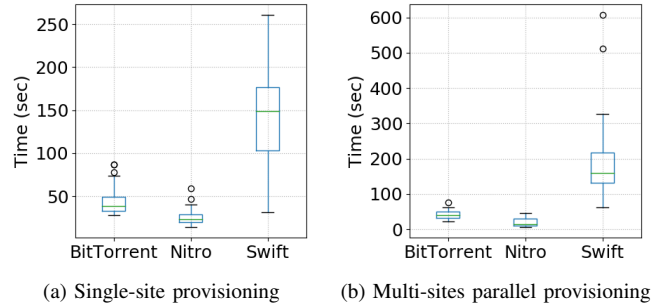 250
200
150
100
50
Time (sec)
BitTorrent Nitro Swift
(a) Single-site provisioning
600
500
400
300
200
100
0
Time (sec)
BitTorrent Nitro Swift
(b) Multi-sites parallel provisioning